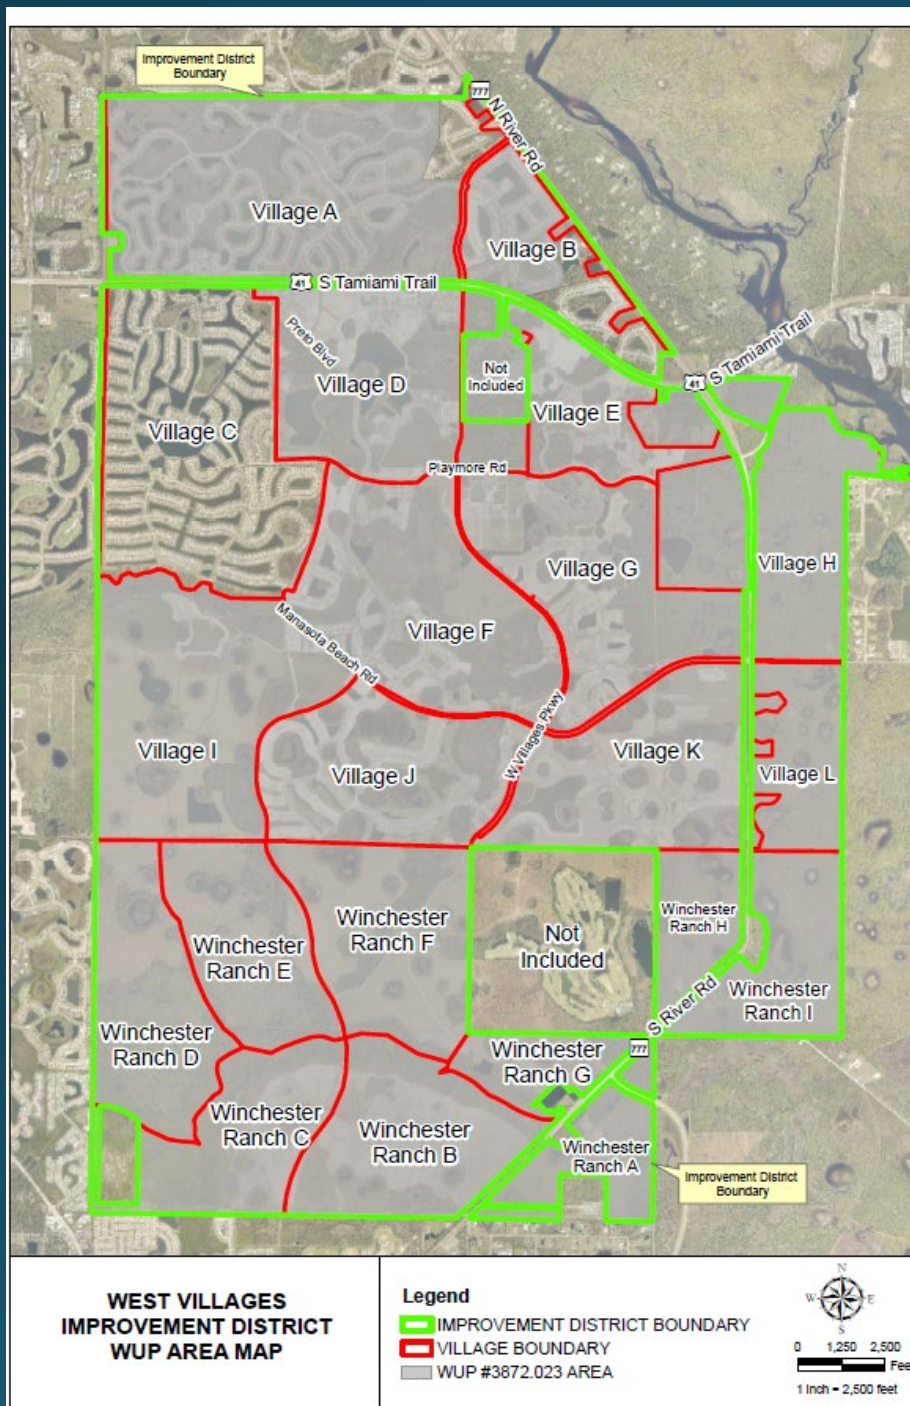 Improvement District
Boundary
777
N River Rd
Village A
Village B
41
S Tamiami Trail
Preto Blvd
Not
Included
Village D
Village E
41
S Tamiami Trail
Village C
Playmore Rd
Village G
Village H
Manasota Beach Rd
Village F
W Villages Pkwy
Village I
Village J
Village K
Village L
Winchester
Ranch F
Winchester
Ranch H
Not
Included
Winchester
Ranch E
Winchester
Ranch I
S River Rd
777
Winchester
Ranch D
Winchester
Ranch G
Winchester
Ranch C
Winchester
Ranch B
Winchester
Ranch A
Improvement District
Boundary
WEST VILLAGES
IMPROVEMENT DISTRICT
WUP AREA MAP
Legend
IMPROVEMENT DISTRICT BOUNDARY
VILLAGE BOUNDARY
WUP #3872.023 AREA
N
W E
S
0 1,250 2,500
Fee
1 inch = 2,500 feet